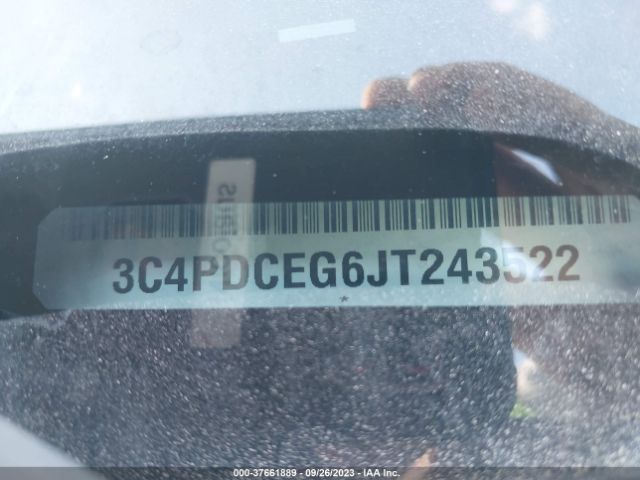 3C4PDCEG6JT243522
*
000-37661889 - 09/26/2023 - IAA Inc.